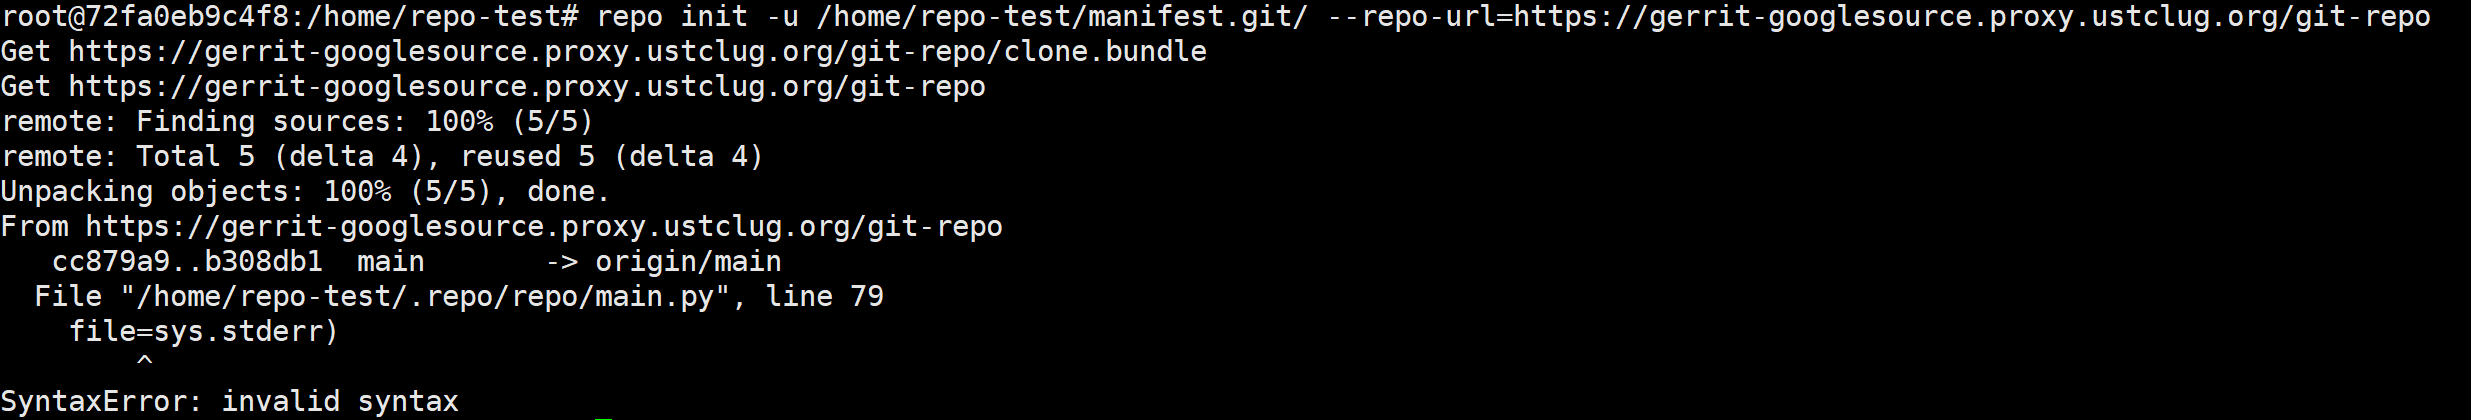 root@72fa0eb9c4f8:/home/repo-test# repo init -u /home/repo-test/manifest.git/ --repo-url=https://gerrit-googlesource.proxy.ustclug.org/git-repo
Get https://gerrit-googlesource.proxy.ustclug.org/git-repo/clone.bundle
Get https://gerrit-googlesource.proxy.ustclug.org/git-repo
remote: Finding sources: 100% (5/5)
remote: Total 5 (delta 4), reused 5 (delta 4)
Unpacking objects: 100% (5/5), done.
From https://gerrit-googlesource.proxy.ustclug.org/git-repo
   cc879a9..b308db1  main       -> origin/main
  File "/home/repo-test/.repo/repo/main.py", line 79
    file=sys.stderr)
        ^
SyntaxError: invalid syntax